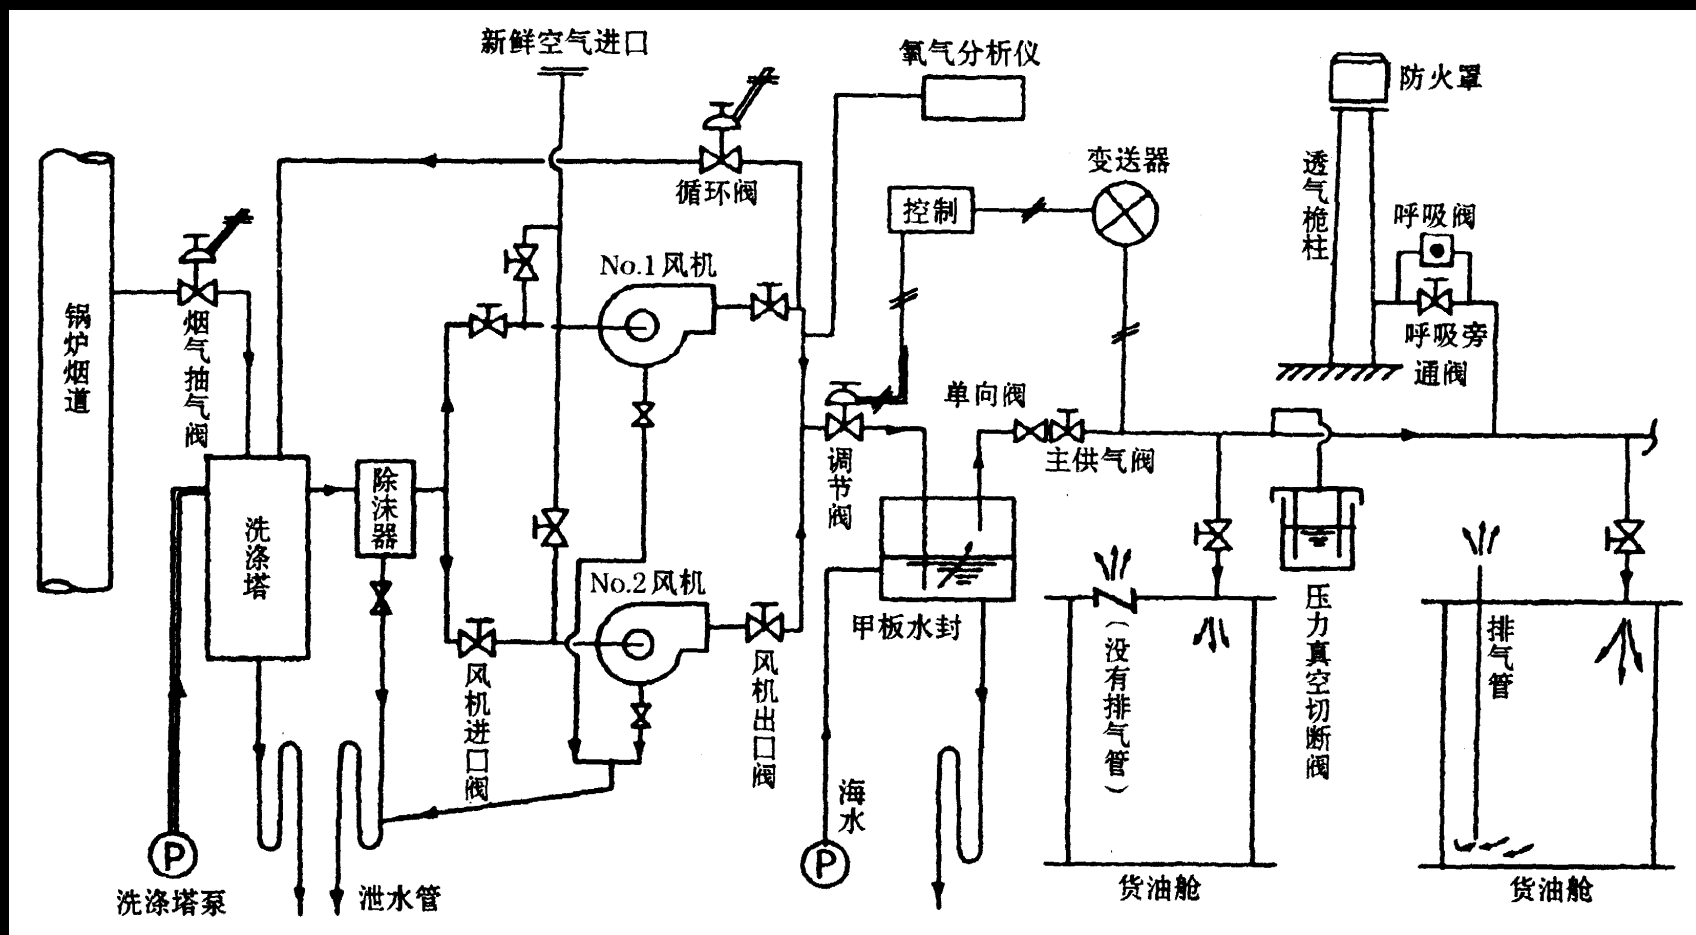 新鲜空气进口
氧气分析仪
防火罩
变送器
透气桅柱
循环阀
控制
呼吸阀
No.1风机
锅炉烟道
烟气抽气阀
呼吸旁
通阀
单向阀
调节阀
主供气阀
除沫器
洗涤塔
No.2风机
甲板水封
压力真空切断阀
(没有排气管)
排气管
风机进口阀
风机出口阀
海水
P
P
洗涤塔泵
泄水管
货油舱
货油舱